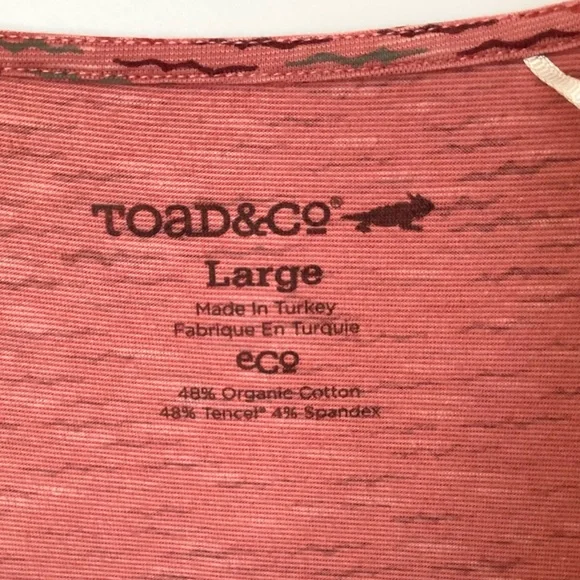 TOAD&CO®
Large
Made In Turkey
Fabrique En Turquie
eco
48% Organic Cotton
48% Tencel® 4% Spandex